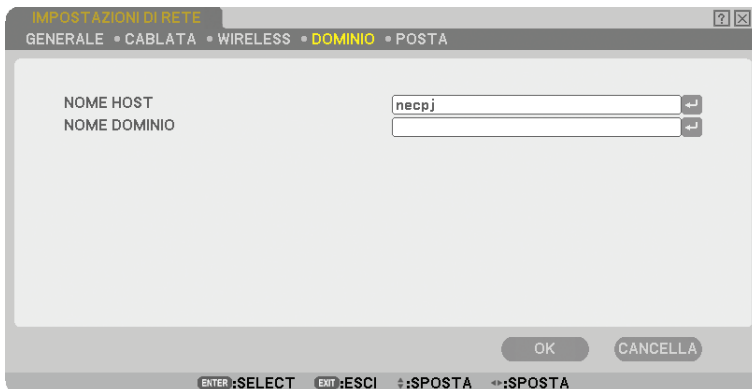 IMPOSTAZIONI DI RETE ? X
GENERALE • CABLATA • WIRELESS • DOMINIO • POSTA
NOME HOST necpj
NOME DOMINIO
OK CANCELLA
ENTER:SELECT EXIT:ESCI :SPOSTA :SPOSTA